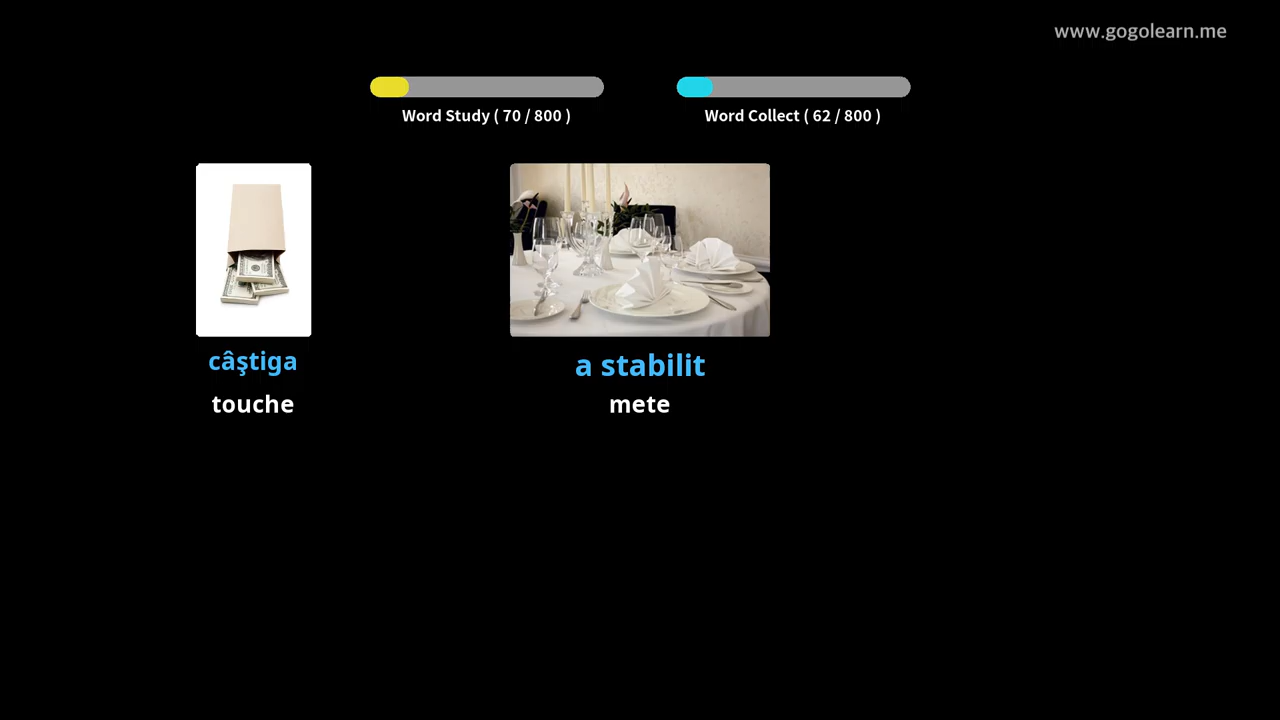 www.gogolearn.me
Word Study ( 70 / 800 )
Word Collect ( 62 / 800 )
câştiga
touche
a stabilit
mete